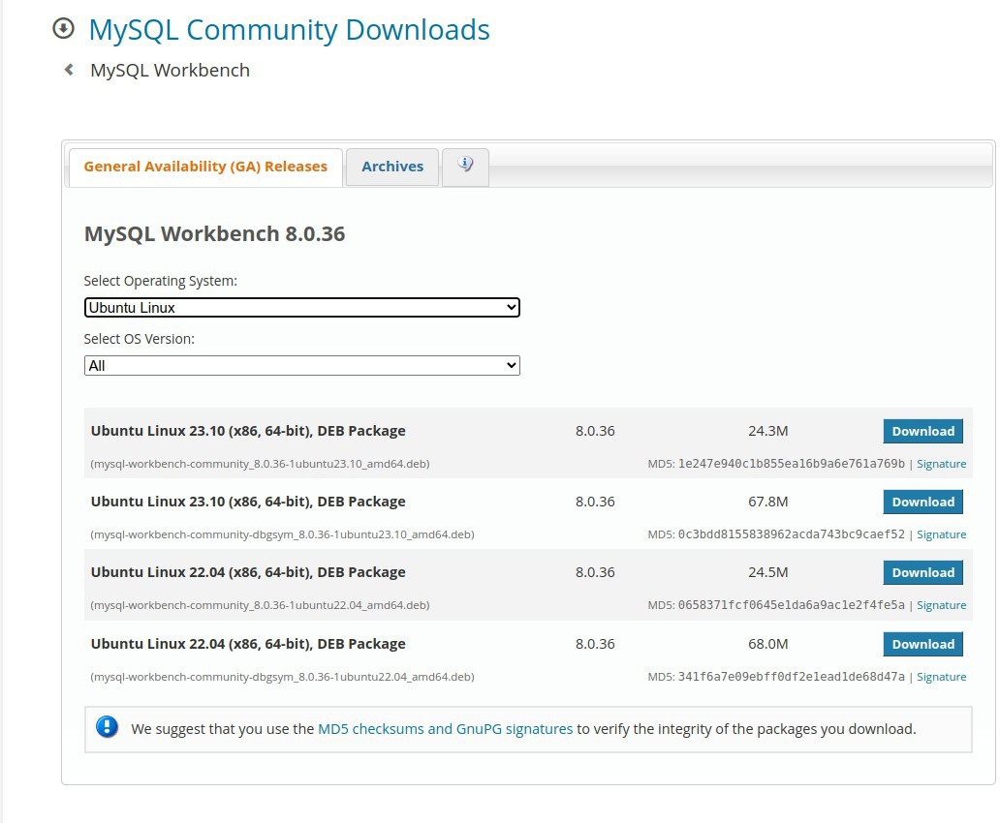 MySQL Community Downloads
MySQL Workbench
General Availability (GA) Releases Archives
MySQL Workbench 8.0.36
Select Operating System:
Ubuntu Linux
Select OS Version:
All
Ubuntu Linux 23.10 (x86, 64-bit), DEB Package 8.0.36 24.3M Download
(mysql-workbench-community_8.0.36-1ubuntu23.10_amd64.deb) MD5: 1e247e940c1b855ea16b9a6e761a769b | Signature
Ubuntu Linux 23.10 (x86, 64-bit), DEB Package 8.0.36 67.8M Download
(mysql-workbench-community-dbgsym_8.0.36-1ubuntu23.10_amd64.deb) MD5: 0c3bdd8155838962acda743bc9caef52 | Signature
Ubuntu Linux 22.04 (x86, 64-bit), DEB Package 8.0.36 24.5M Download
(mysql-workbench-community_8.0.36-1ubuntu22.04_amd64.deb) MD5: 0658371fcf0645e1da6a9ac1e2f4fe5a | Signature
Ubuntu Linux 22.04 (x86, 64-bit), DEB Package 8.0.36 68.0M Download
(mysql-workbench-community-dbgsym_8.0.36-1ubuntu22.04_amd64.deb) MD5: 341f6a7e09ebff0df2e1ead1de68d47a | Signature
We suggest that you use the MD5 checksums and GnuPG signatures to verify the integrity of the packages you download.